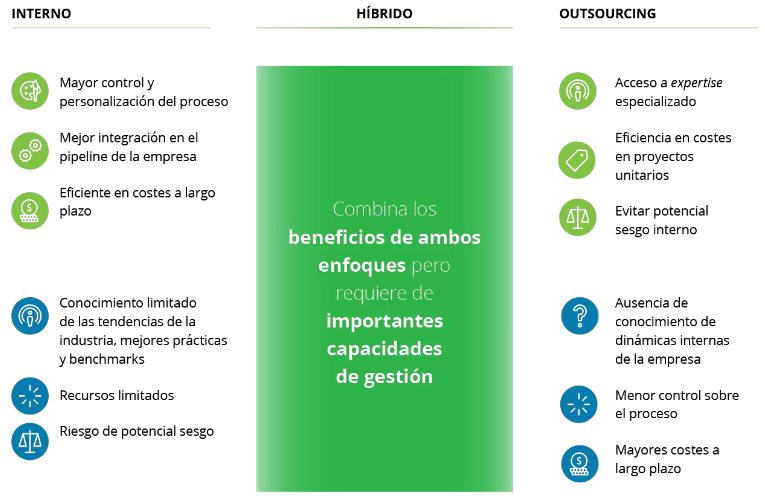 INTERNO
Mayor control y
personalización del proceso
Mejor integración en el
pipeline de la empresa
Eficiente en costes a largo
plazo
Conocimiento limitado
de las tendencias de la
industria, mejores prácticas
y benchmarks
Recursos limitados
Riesgo de potencial sesgo
HÍBRIDO
Combina los
beneficios de ambos
enfoques pero
requiere de
importantes
capacidades
de gestión
OUTSOURCING
Acceso a expertise
especializado
Eficiencia en costes
en proyectos
unitarios
Evitar potencial
sesgo interno
Ausencia de
conocimiento de
dinámicas internas
de la empresa
Menor control sobre
el proceso
Mayores costes a
largo plazo